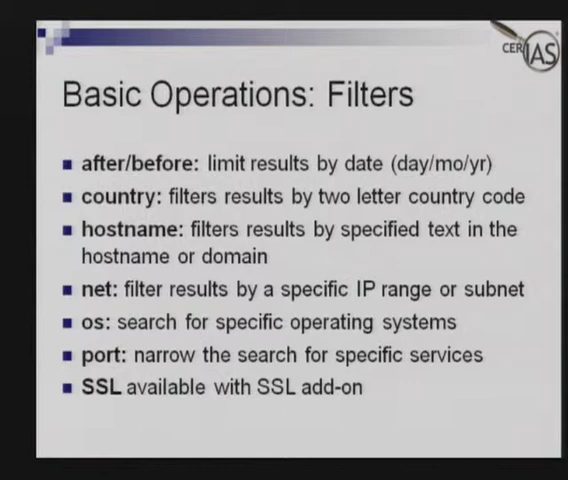 CERIAS
Basic Operations: Filters
after/before: limit results by date (day/mo/yr)
country: filters results by two letter country code
hostname: filters results by specified text in the
hostname or domain
net: filter results by a specific IP range or subnet
os: search for specific operating systems
port: narrow the search for specific services
SSL available with SSL add-on